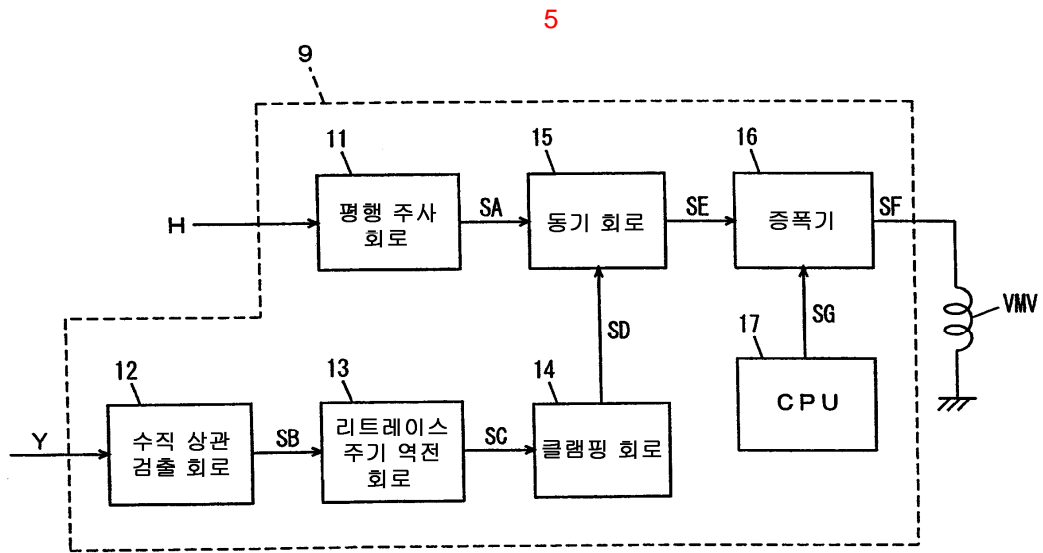 5
9
11
15
16
평행 주사
회로
동기 회로
증폭기
H
SA
SE
SF
VMV
SD
SG
12
13
14
17
수직 상관
검출 회로
리트레이스
주기 역전
회로
클램핑 회로
CPU
Y
SB
SC